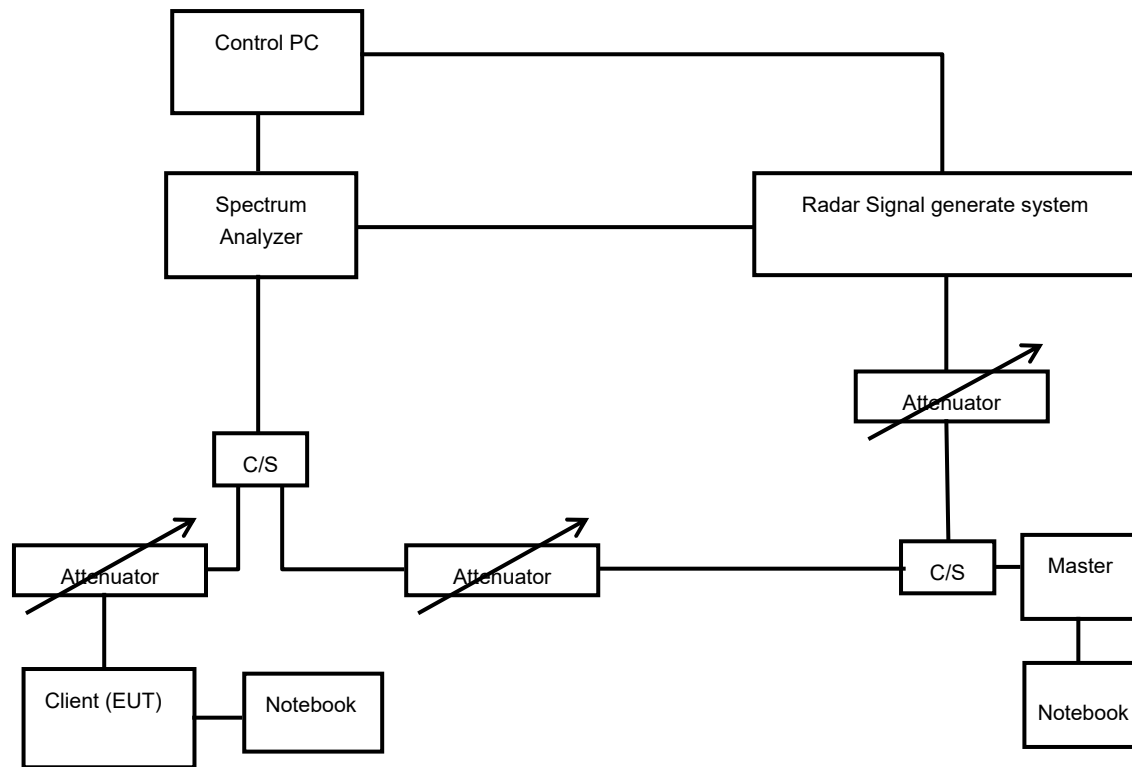 Control PC
Spectrum
Analyzer
Radar Signal generate system
Attenuator
C/S
Attenuator
Attenuator
C/S
Master
Client (EUT)
Notebook
Notebook